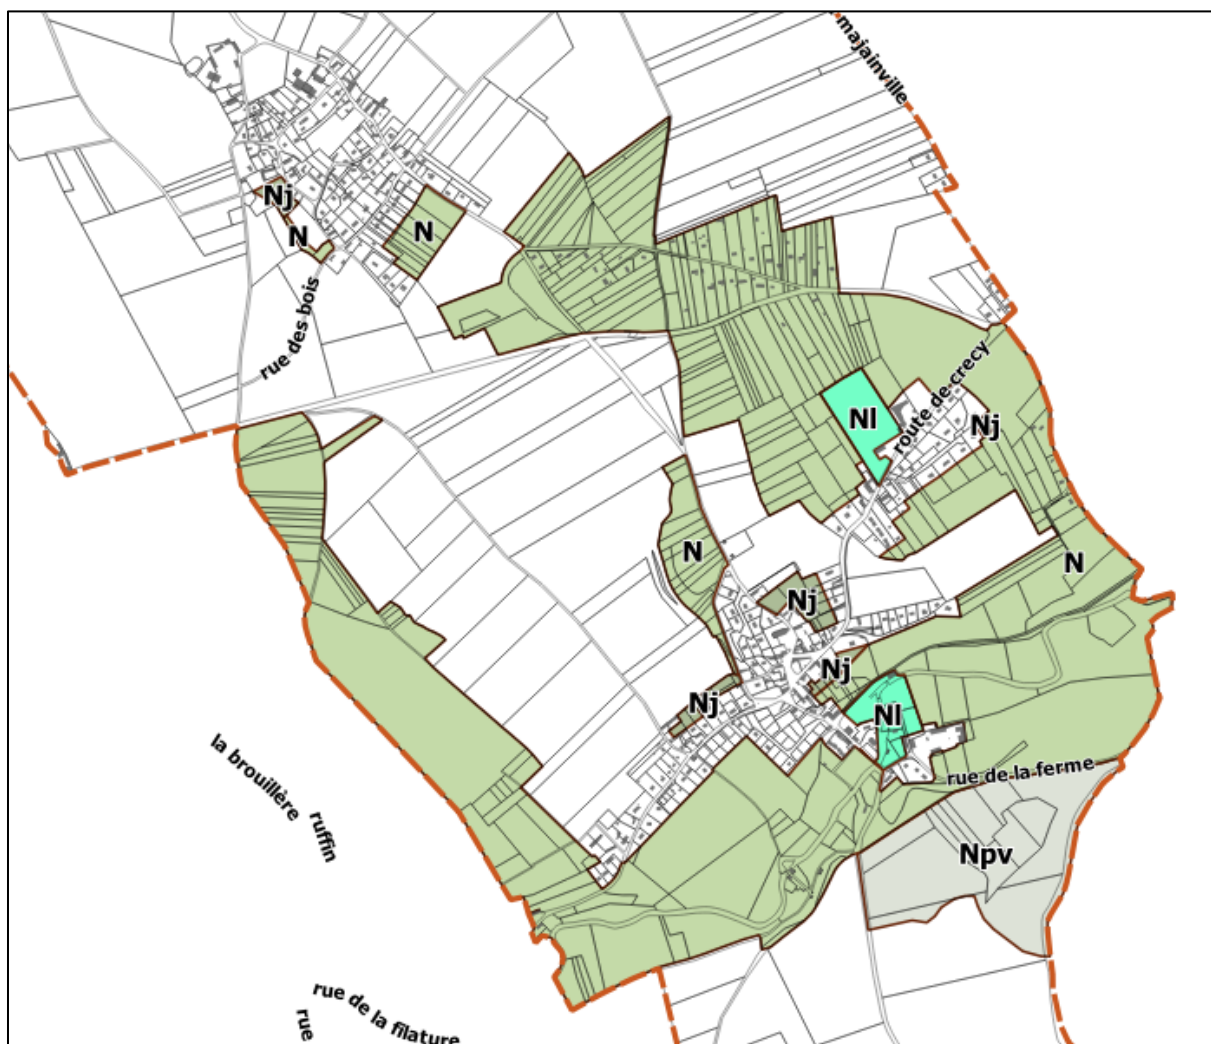 majainville
Nj
N
N
rue des bois
route de crecy
Nl
Nj
N
N
Nj
Nj
Nj
Nl
la brouillère
ruffin
rue de la ferme
Npv
rue de la filature
rue